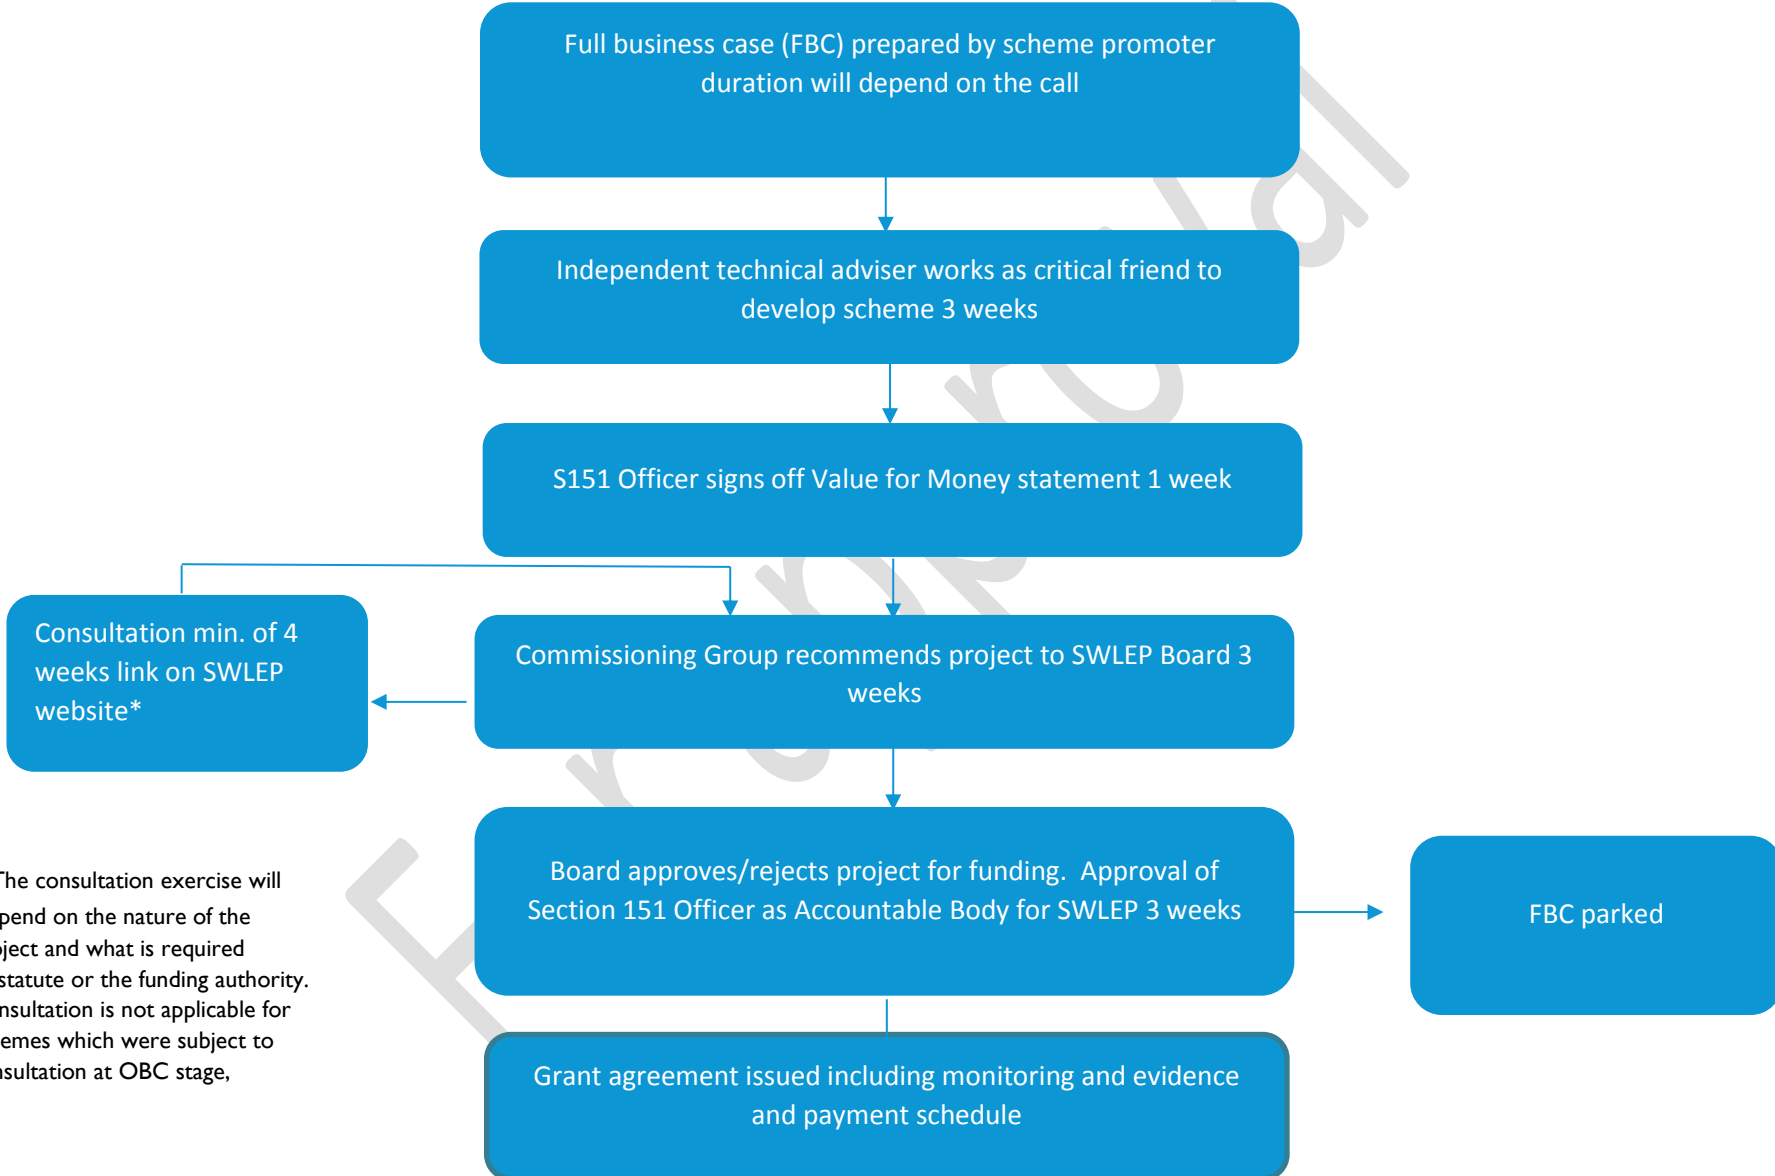 Full business case (FBC) prepared by scheme promoter
duration will depend on the call
Independent technical adviser works as critical friend to
develop scheme 3 weeks
S151 Officer signs off Value for Money statement 1 week
Consultation min. of 4
weeks link on SWLEP
website*
Commissioning Group recommends project to SWLEP Board 3
weeks
Board approves/rejects project for funding.  Approval of
Section 151 Officer as Accountable Body for SWLEP 3 weeks
FBC parked
The consultation exercise will
pend on the nature of the
ject and what is required
statute or the funding authority.
nsultation is not applicable for
emes which were subject to
nsultation at OBC stage,
Grant agreement issued including monitoring and evidence
and payment schedule